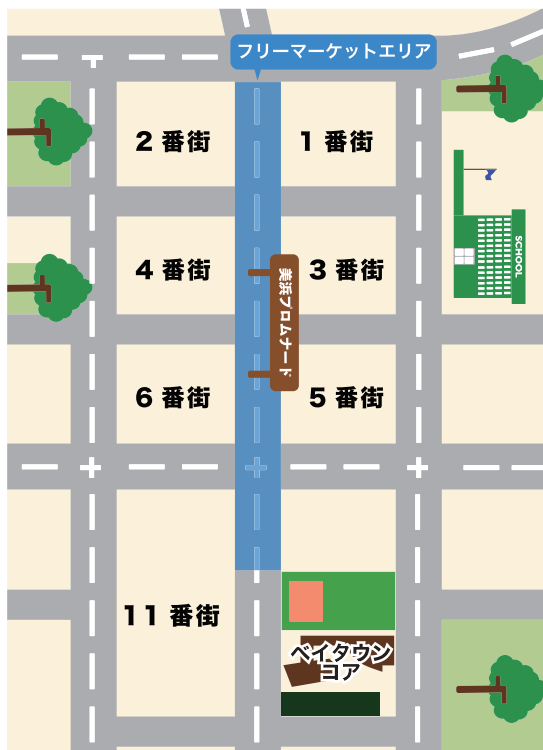 フリーマーケットエリア
2 番街
1 番街
SCHOOL
4 番街
3 番街
美浜プロムナード
6 番街
5 番街
11 番街
ベイタウン
コア